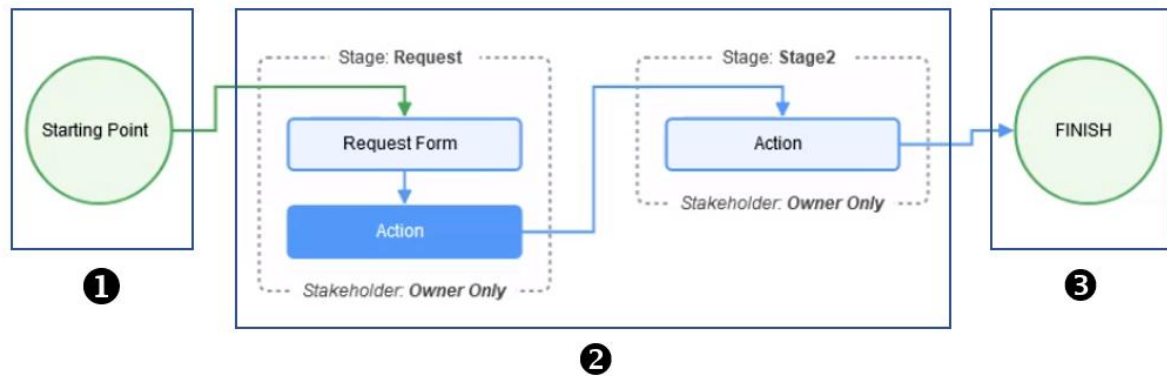 Stage: Request
Stage: Stage2
Starting Point
Request Form
Action
FINISH
Action
Stakeholder: Owner Only
Stakeholder: Owner Only
❶
❷
❸